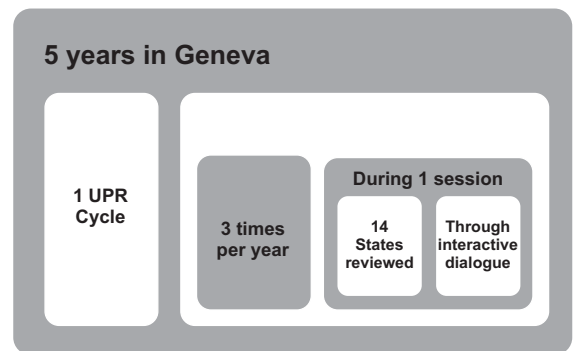 5 years in Geneva
1 UPR
Cycle
3 times
per year
During 1 session
14
States
reviewed
Through
interactive
dialogue